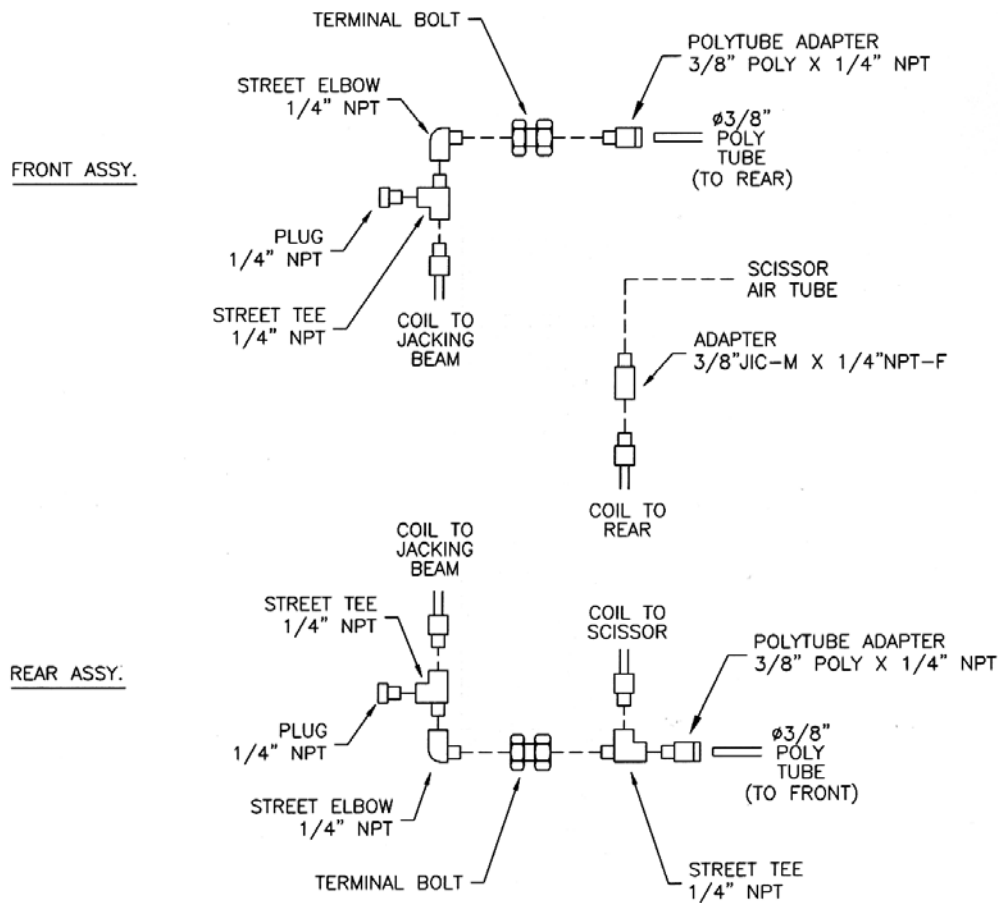 TERMINAL BOLT
POLYTUBE ADAPTER
3/8" POLY X 1/4" NPT
STREET ELBOW
1/4" NPT
ø3/8"
POLY
TUBE
(TO REAR)
FRONT ASSY.
PLUG
1/4" NPT
STREET TEE
1/4" NPT
COIL TO
JACKING
BEAM
SCISSOR
AIR TUBE
ADAPTER
3/8"JIC-M X 1/4"NPT-F
COIL TO
REAR
COIL TO
JACKING
BEAM
STREET TEE
1/4" NPT
COIL TO
SCISSOR
POLYTUBE ADAPTER
3/8" POLY X 1/4" NPT
REAR ASSY.
PLUG
1/4" NPT
ø3/8"
POLY
TUBE
(TO FRONT)
STREET ELBOW
1/4" NPT
TERMINAL BOLT
STREET TEE
1/4" NPT